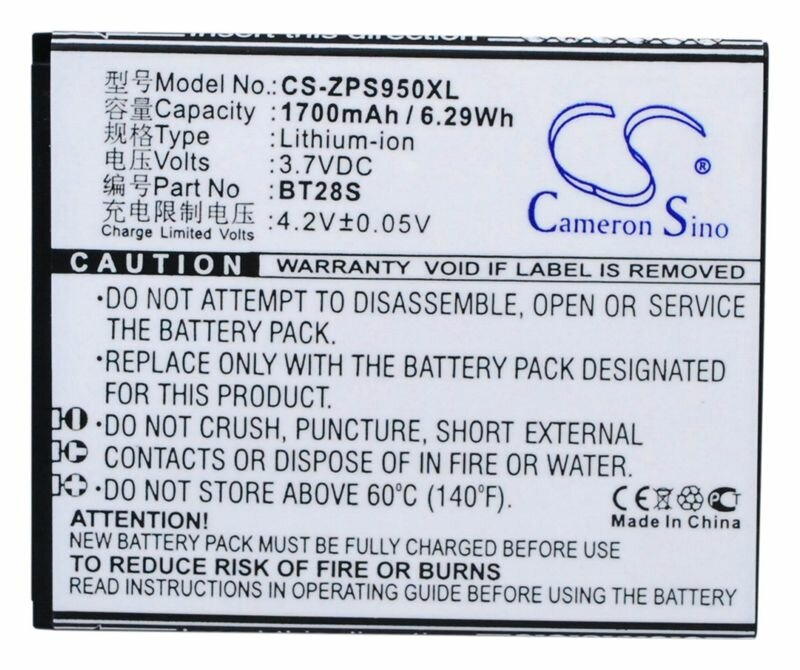 Insert this direction
型号Model No.: CS-ZPS950XL
容量Capacity : 1700mAh / 6.29Wh
规格Type : Lithium-ion
电压Volts : 3.7VDC
编号Part No : BT28S
充电限制电压
Charge Limited Volts : 4.2V±0.05V
CS®
Cameron Sino
CAUTION WARRANTY VOID IF LABEL IS REMOVED
•DO NOT ATTEMPT TO DISASSEMBLE, OPEN OR SERVICE
THE BATTERY PACK.
•REPLACE ONLY WITH THE BATTERY PACK DESIGNATED
FOR THIS PRODUCT.
•DO NOT CRUSH, PUNCTURE, SHORT EXTERNAL
CONTACTS OR DISPOSE OF IN FIRE OR WATER.
•DO NOT STORE ABOVE 60°C (140°F).
CE PCT
Made In China
ATTENTION!
NEW BATTERY PACK MUST BE FULLY CHARGED BEFORE USE
TO REDUCE RISK OF FIRE OR BURNS
READ INSTRUCTIONS IN OPERATING GUIDE BEFORE USING THE BATTERY